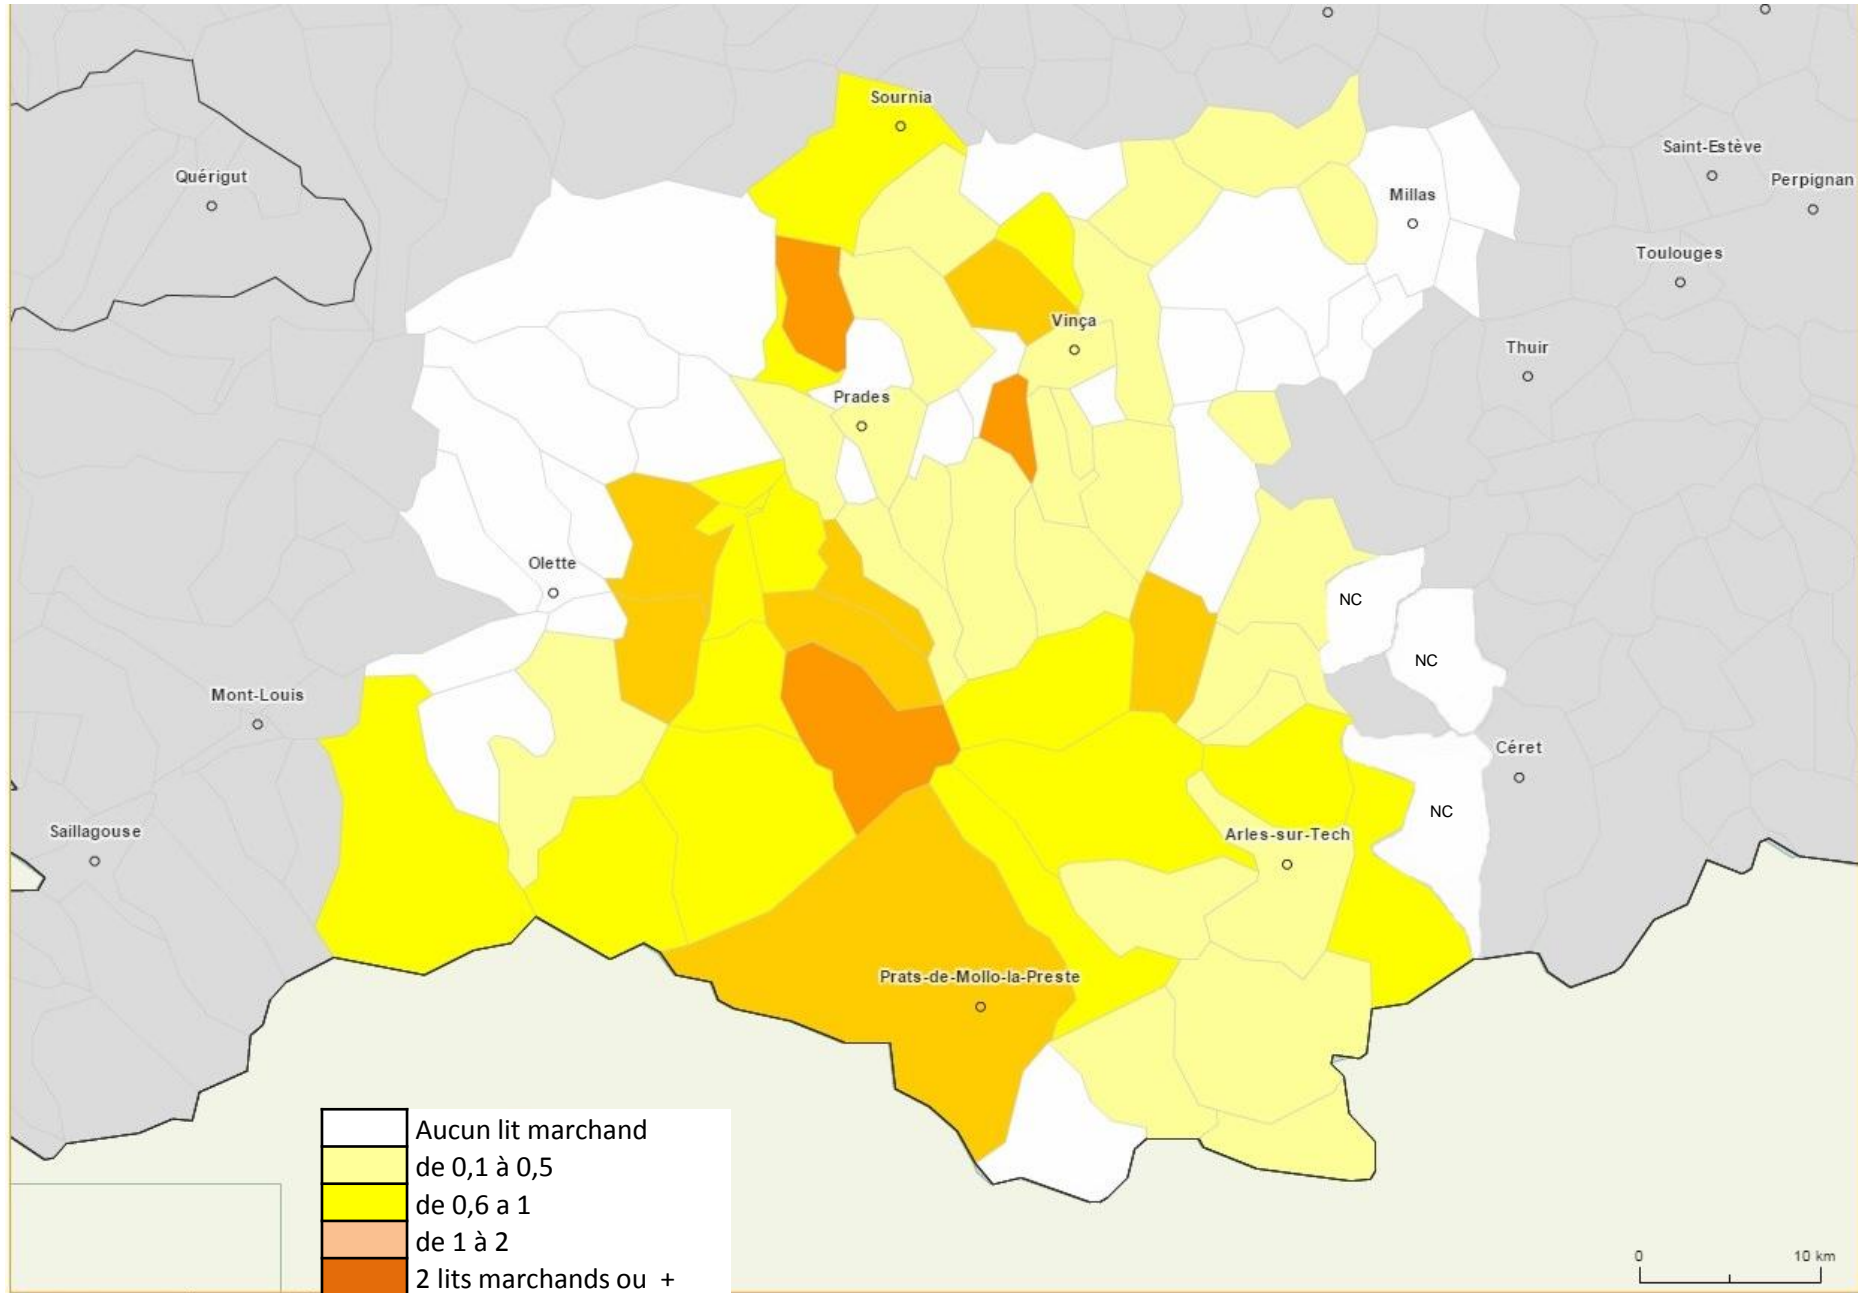 Sournia
Quérigut
Saint-Estève
Perpignan
Millas
Toulouges
Vinça
Thuir
Prades
Olette
NC
NC
Mont-Louis
Céret
NC
Saillagouse
Arles-sur-Tech
Prats-de-Mollo-la-Preste
Aucun lit marchand
de 0,1 à 0,5
de 0,6 a 1
de 1 à 2
2 lits marchands ou +
0 10 km